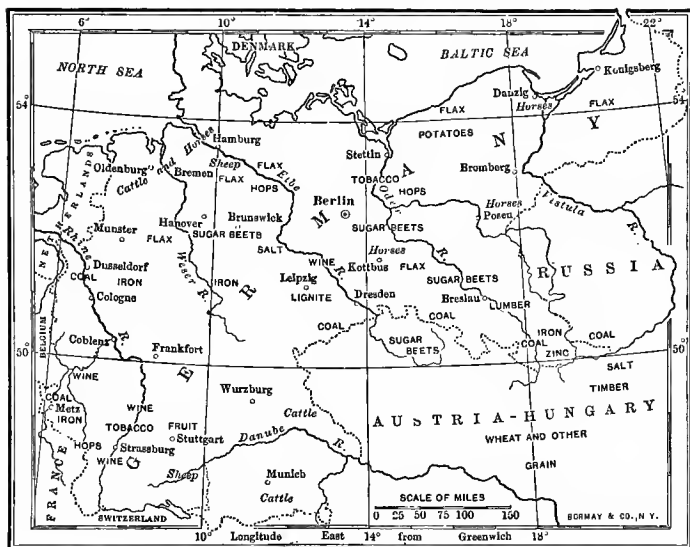 6° 10° 14° 18° 22°
DENMARK
BALTIC SEA
NORTH SEA
Konigsberg
Danzig
Horses
54
FLAX
FLAX
54
POTATOES
N
Y
Hamburg
Stettin
A
Oldenburg
Cattle and Horses
Sheep
FLAX
Elbe
Bremen
FLAX
HOPS
TOBACCO
HOPS
Bromberg
Oder
NETHERLANDS
Berlin
M
Horses
Posen
Vistula
R.
Hanover
Brunswick
SUGAR BEETS
SUGAR BEETS
Munster
FLAX
SALT
Rhine
Weser R.
WINE
Horses
R.
RUSSIA
Dusseldorf
COAL
IRON
IRON
R
Leipzig
R.
Kottbus
FLAX
SUGAR BEETS
Cologne
LIGNITE
Dresden
Breslau
LUMBER
BELGIUM
R.
R
COAL
COAL
IRON
COAL
Coblenz
Frankfort
SUGAR
BEETS
ZINC
50°
50°
E
SALT
WINE
Wurzburg
TIMBER
COAL
Metz
IRON
WINE
Cattle
AUSTRIA-HUNGARY
TOBACCO
FRUIT
Stuttgart
Danube
R.
WHEAT AND OTHER
GRAIN
HOPS
Strassburg
WINE
G
Sheep
Munich
Cattle
FRANCE
SCALE OF MILES
0 25 50 75 100 150
SWITZERLAND
BORMAY & CO., N.Y.
10° Longitude East 14° from Greenwich 18°